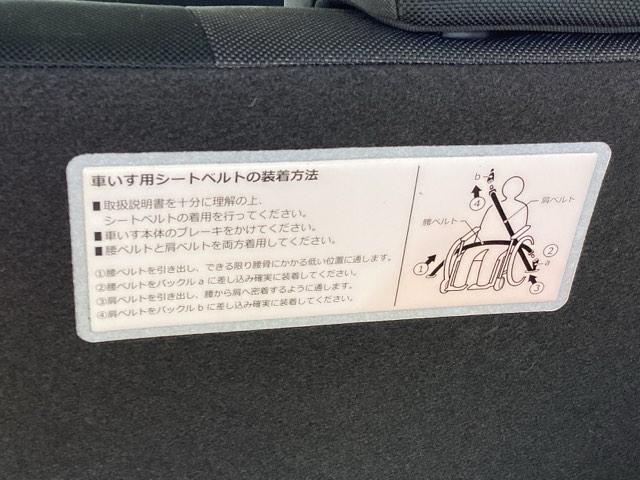 車いす用シートベルトの装着方法
■取扱説明書を十分に理解の上、
シートベルトの着用を行ってください。
■車いす本体のブレーキをかけてください。
■腰ベルトと肩ベルトを両方着用してください。
①腰ベルトを引き出し、できる限り腰骨にかかる低い位置に通します。
②腰ベルトをバックル a に差し込み確実に装着してください。
③肩ベルトを引き出し、腰から肩へ密着するように通します。
④肩ベルトをバックル b に差し込み確実に装着してください。
b
④
肩ベルト
腰ベルト
①
②
a
③